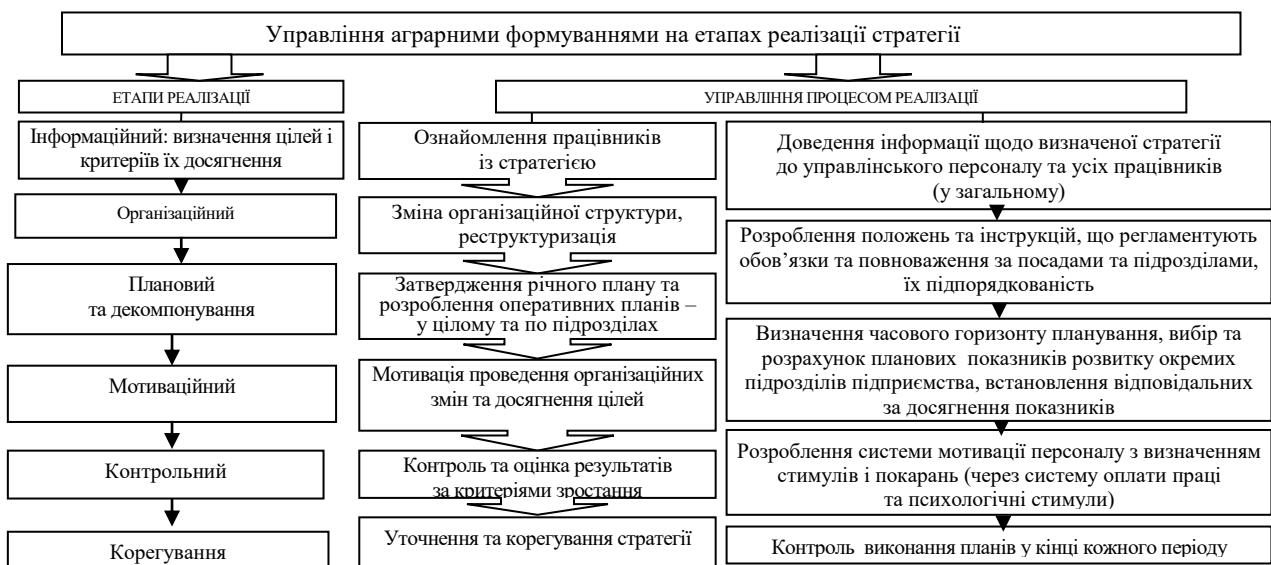 Управління аграрними формуваннями на етапах реалізації стратегії
ЕТАПИ РЕАЛІЗАЦІЇ
УПРАВЛІННЯ ПРОЦЕСОМ РЕАЛІЗАЦІЇ
Інформаційний: визначення цілей і
критеріїв їх досягнення
Організаційний
Плановий
та декомпонування
Мотиваційний
Контрольний
Корегування
Ознайомлення працівників
із стратегією
Зміна організаційної структури,
реструктуризація
Затвердження річного плану та
розроблення оперативних планів –
у цілому та по підрозділах
Мотивація проведення організаційних
змін та досягнення цілей
Контроль та оцінка результатів
за критеріями зростання
Уточнення та корегування стратегії
Доведення інформації щодо визначеної стратегії
до управлінського персоналу та усіх працівників
(у загальному)
Розроблення положень та інструкцій, що регламентують
обов’язки та повноваження за посадами та підрозділами,
їх підпорядкованість
Визначення часового горизонту планування, вибір та
розрахунок планових показників розвитку окремих
підрозділів підприємства, встановлення відповідальних
за досягнення показників
Розроблення системи мотивації персоналу з визначенням
стимулів і покарань (через систему оплати праці
та психологічні стимули)
Контроль виконання планів у кінці кожного періоду